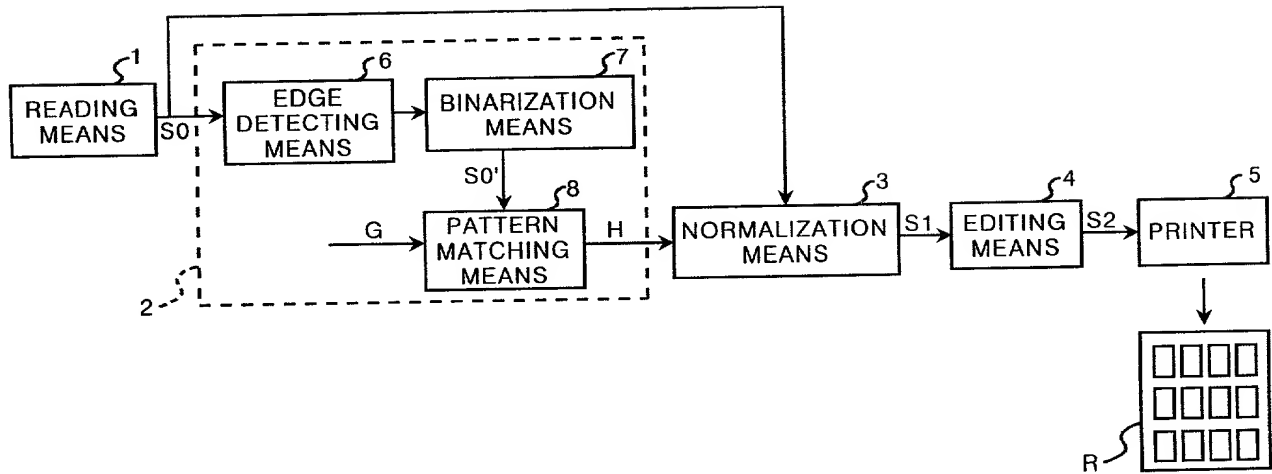 1
READING
MEANS
S0
6
EDGE
DETECTING
MEANS
7
BINARIZATION
MEANS
S0'
G
8
PATTERN
MATCHING
MEANS
H
2
3
NORMALIZATION
MEANS
S1
4
EDITING
MEANS
S2
5
PRINTER
R